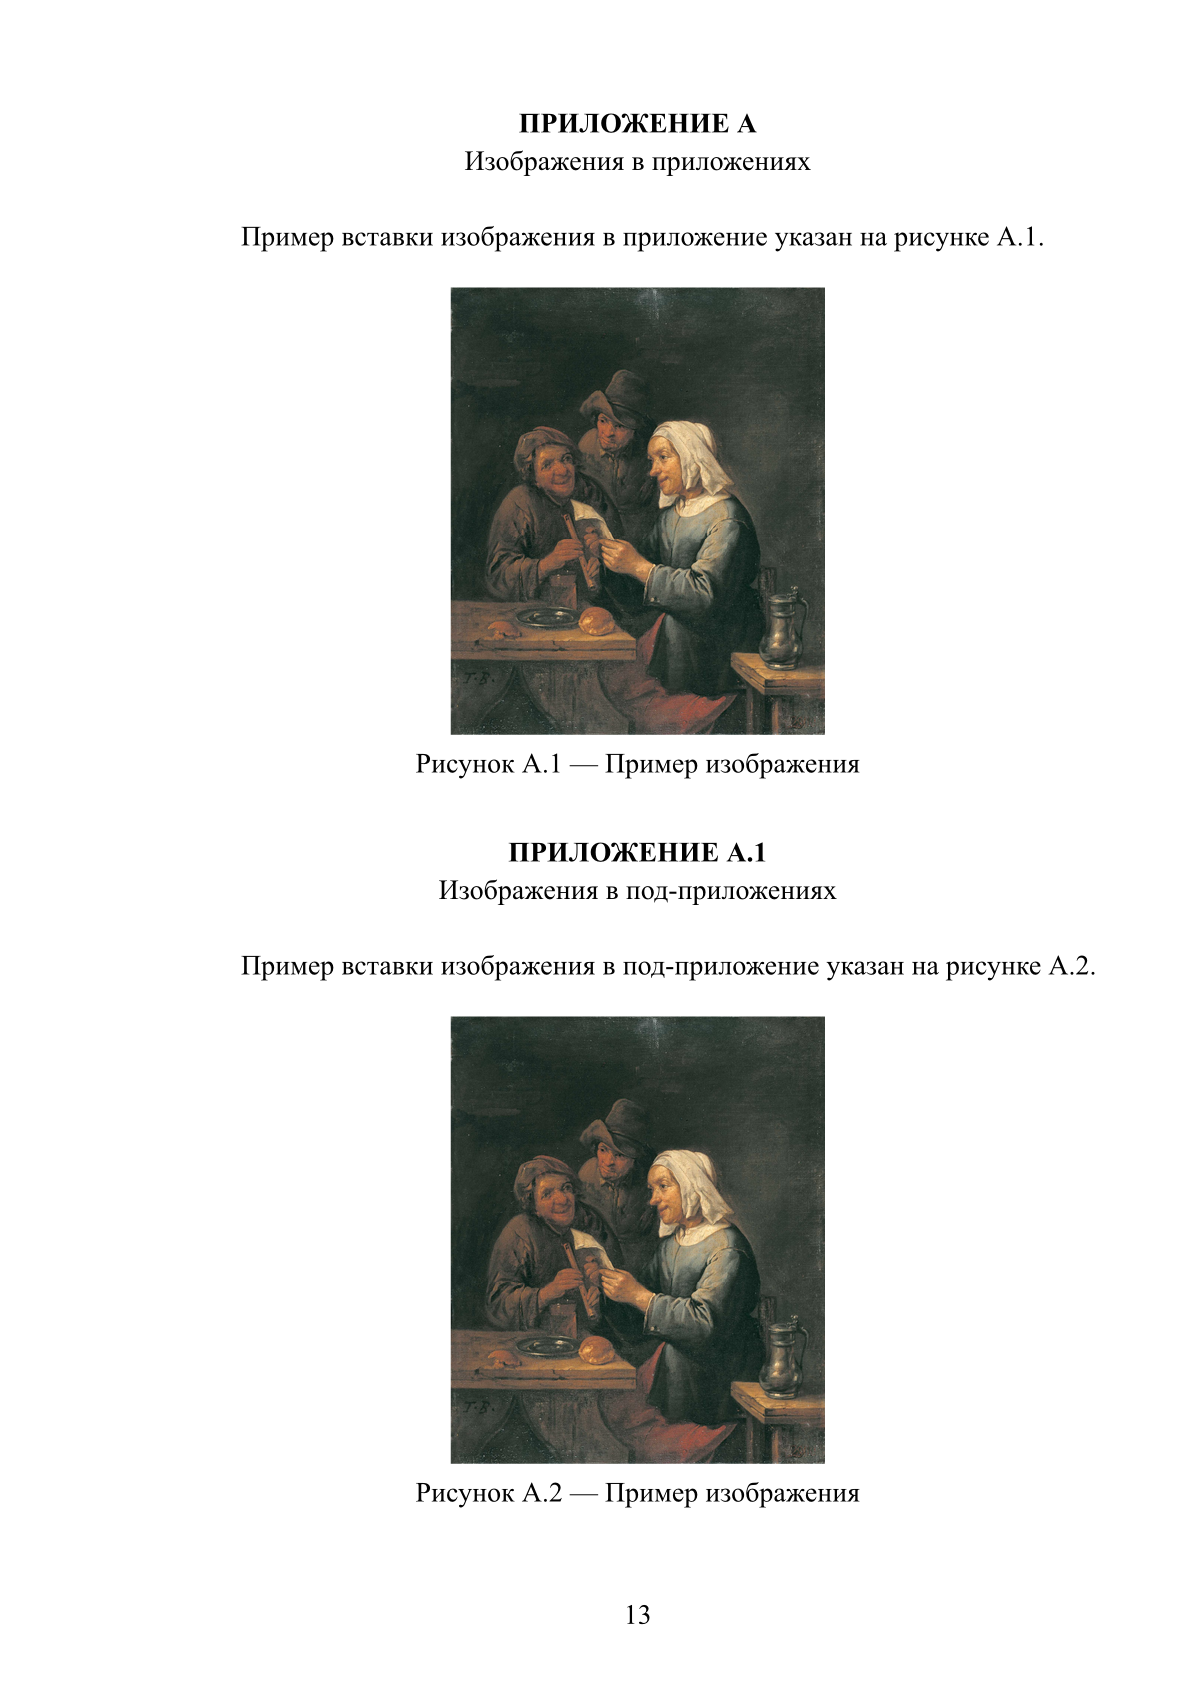 ПРИЛОЖЕНИЕ А
Изображения в приложениях
Пример вставки изображения в приложение указан на рисунке А.1.
T.B.
Рисунок А.1 — Пример изображения
ПРИЛОЖЕНИЕ А.1
Изображения в под-приложениях
Пример вставки изображения в под-приложение указан на рисунке А.2.
T.B.
Рисунок А.2 — Пример изображения
13